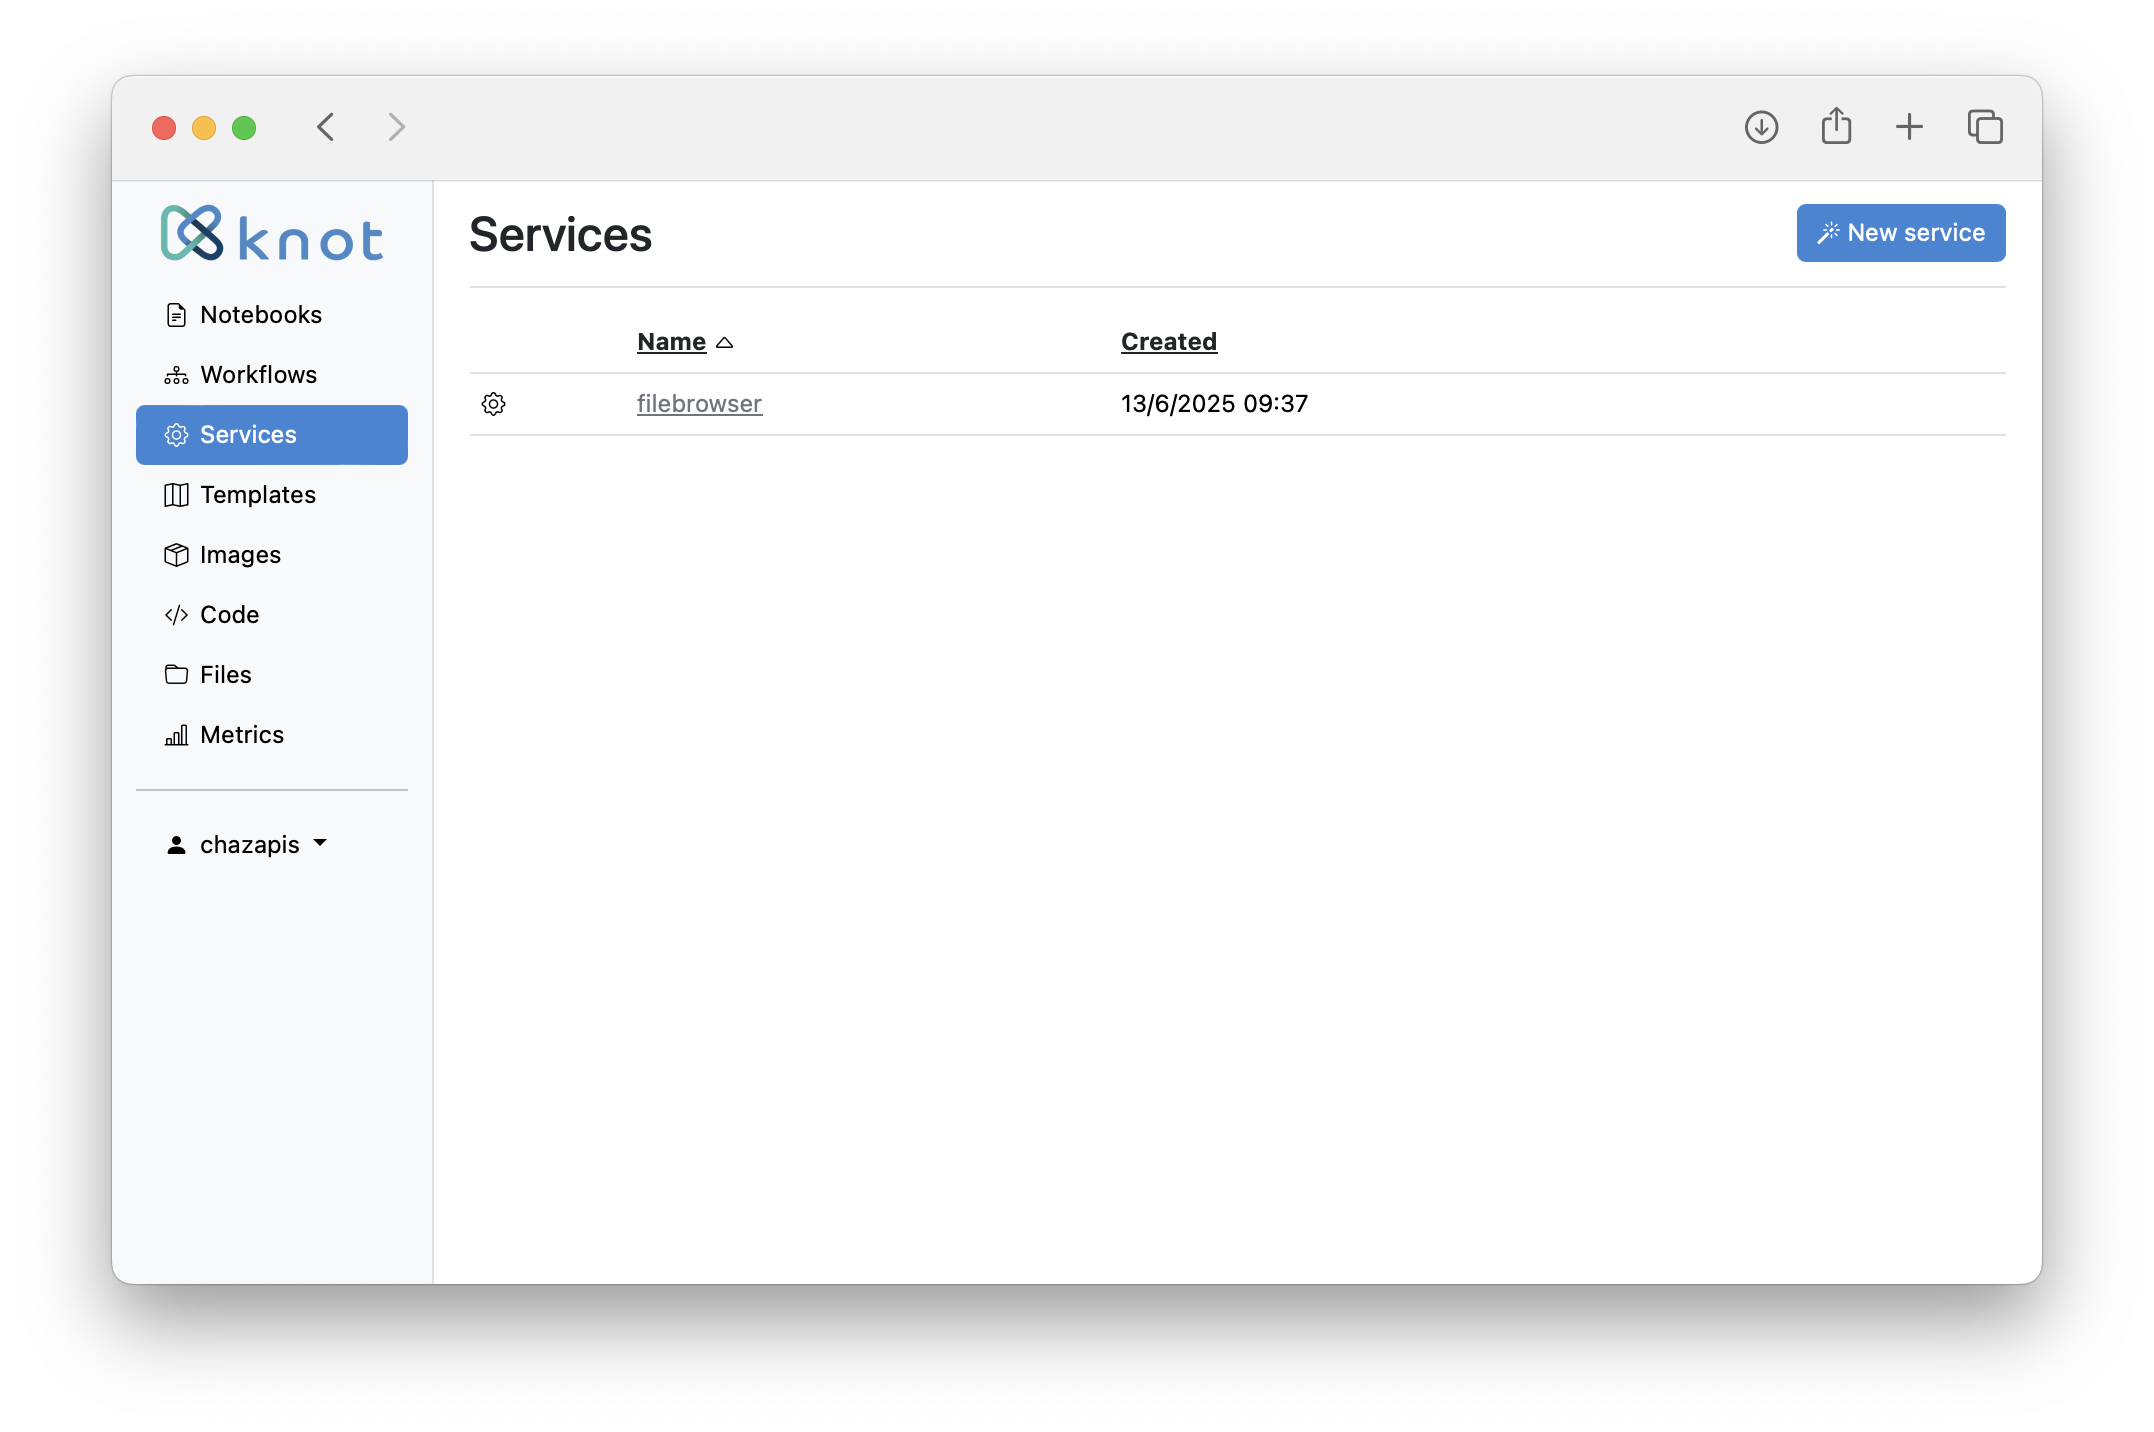 knot
Notebooks
Workflows
Services
Templates
Images
Code
Files
Metrics
chazapis
Services
New service
Name Created
filebrowser 13/6/2025 09:37